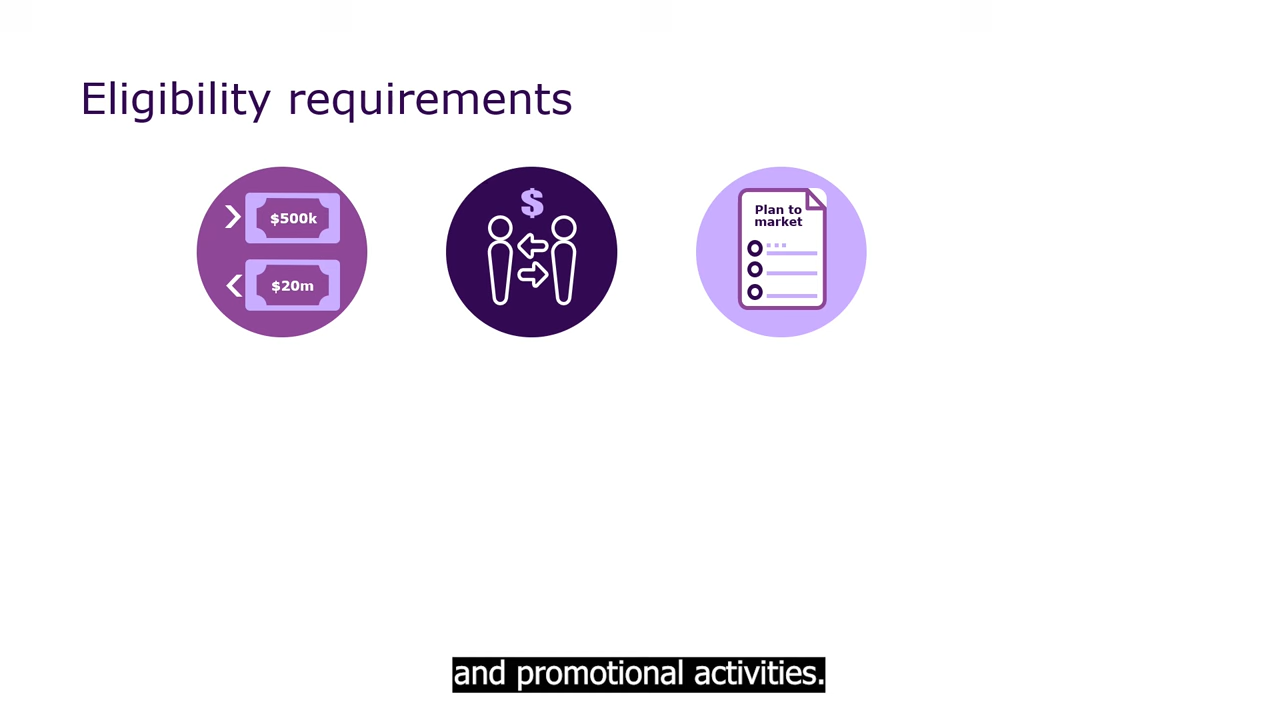 Eligibility requirements
> $500k
< $20m
$
Plan to
market
and promotional activities.